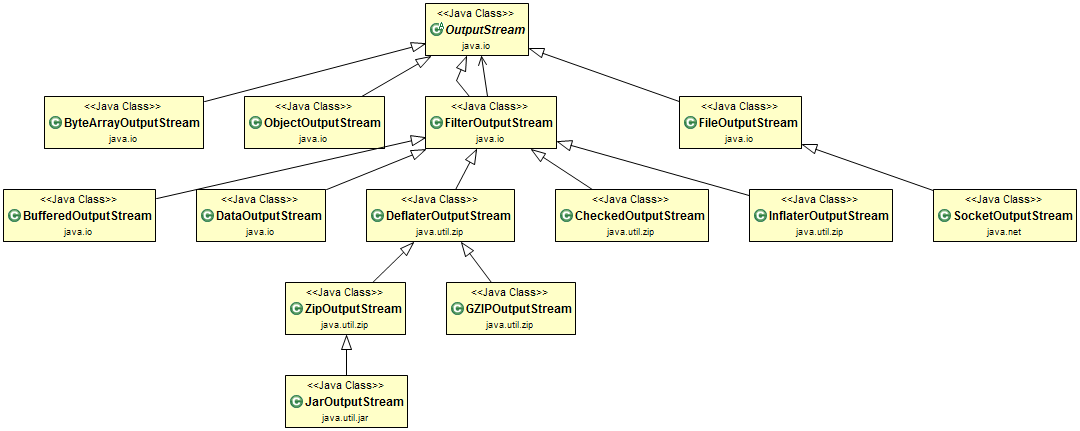 <<Java Class>>
OutputStream
java.io
<<Java Class>>
ByteArrayOutputStream
java.io
<<Java Class>>
ObjectOutputStream
java.io
<<Java Class>>
FilterOutputStream
java.io
<<Java Class>>
FileOutputStream
java.io
<<Java Class>>
BufferedOutputStream
java.io
<<Java Class>>
DataOutputStream
java.io
<<Java Class>>
DeflaterOutputStream
java.util.zip
<<Java Class>>
CheckedOutputStream
java.util.zip
<<Java Class>>
InflaterOutputStream
java.util.zip
<<Java Class>>
SocketOutputStream
java.net
<<Java Class>>
ZipOutputStream
java.util.zip
<<Java Class>>
GZIPOutputStream
java.util.zip
<<Java Class>>
JarOutputStream
java.util.jar